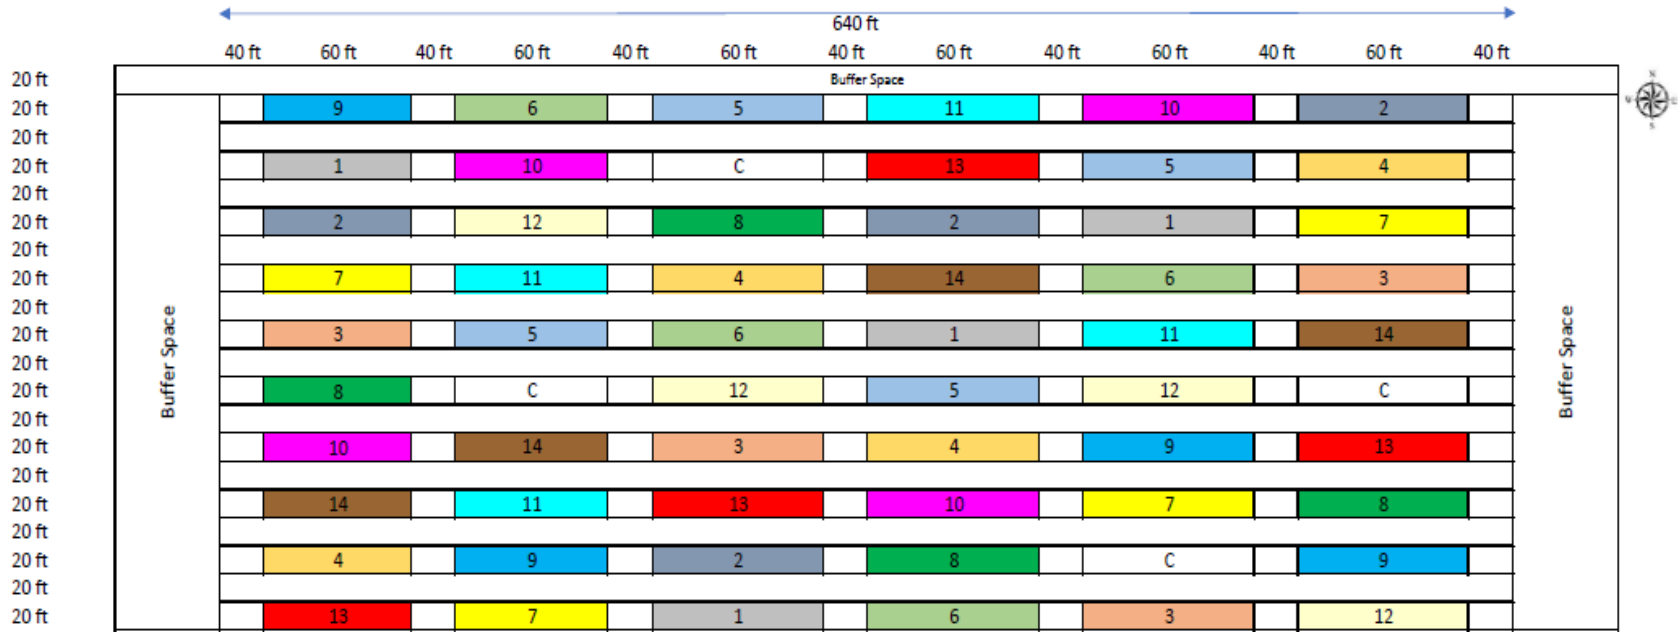 640 ft
40 ft 60 ft 40 ft 60 ft 40 ft 60 ft 40 ft 60 ft 40 ft 60 ft 40 ft 60 ft 40 ft
20 ft Buffer Space
20 ft 9 6 5 11 10 2
20 ft
20 ft 1 10 C 13 5 4
20 ft
20 ft 2 12 8 2 1 7
20 ft
20 ft 7 11 4 14 6 3
20 ft
20 ft 3 5 6 1 11 14
20 ft
20 ft 8 C 12 5 12 C
20 ft
20 ft 10 14 3 4 9 13
20 ft
20 ft 14 11 13 10 7 8
20 ft
20 ft 4 9 2 8 C 9
20 ft
20 ft 13 7 1 6 3 12
Buffer Space
Buffer Space
N
S